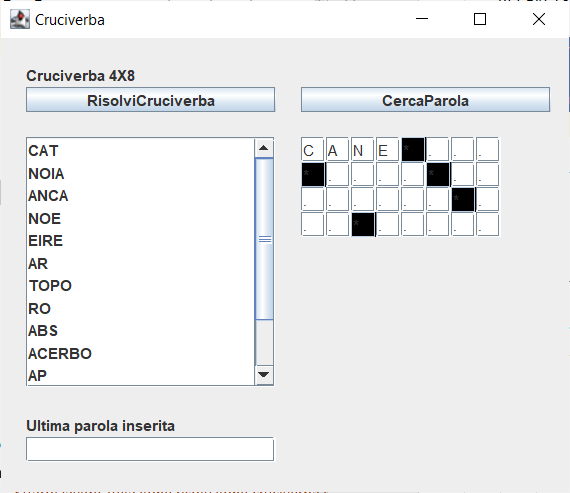 Cruciverba
Cruciverba 4X8
RisolviCruciverba
CercaParola
CAT
NOIA
ANCA
NOE
EIRE
AR
TOPO
RO
ABS
ACERBO
AP
C A N E * . . .
* . . . . * . .
. . . . . . * .
. . * . . . . .
Ultima parola inserita